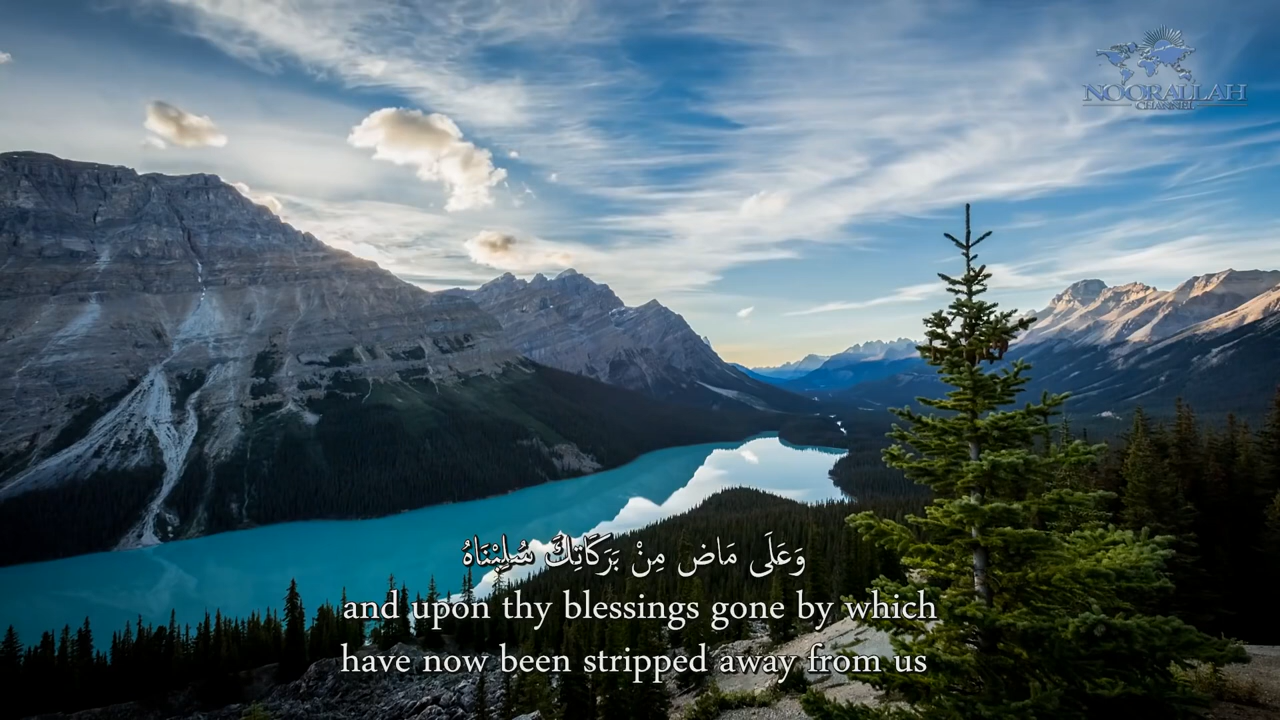 NOORALLAH
CHANNEL
وَعَلَى مَاضٍ مِنْ بَرَكَاتِكَ سُلِبْنَاهُ
and upon thy blessings gone by which
have now been stripped away from us